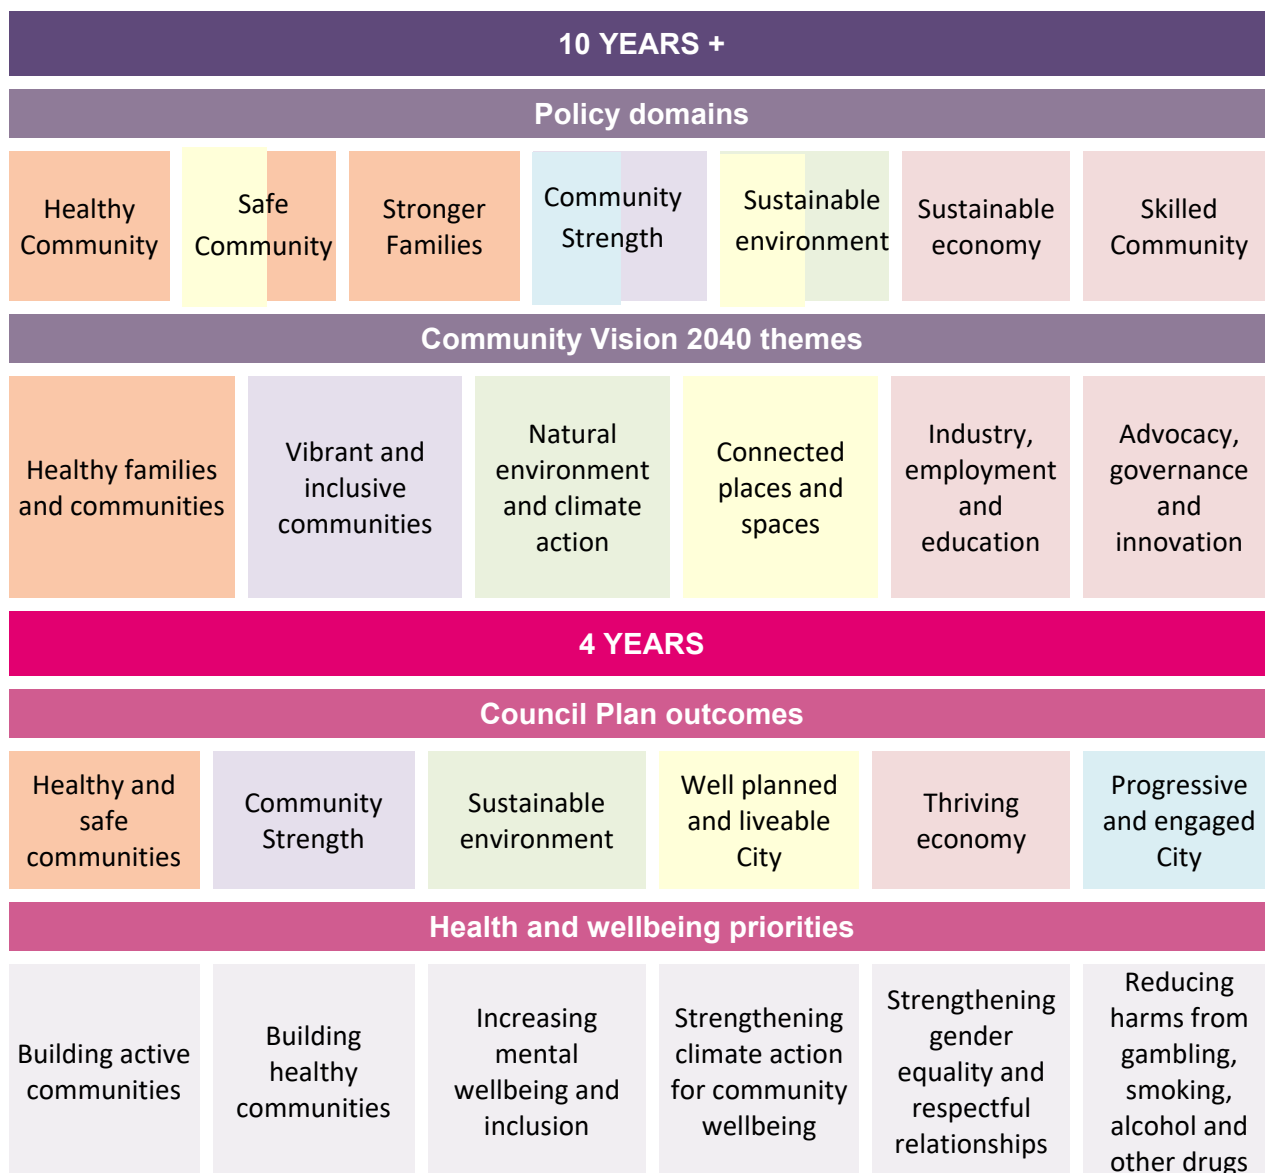 10 YEARS +
Policy domains
Healthy
Community
Safe
Community
Stronger
Families
Community
Strength
Sustainable
environment
Sustainable
economy
Skilled
Community
Community Vision 2040 themes
Healthy families
and communities
Vibrant and
inclusive
communities
Natural
environment
and climate
action
Connected
places and
spaces
Industry,
employment
and
education
Advocacy,
governance
and
innovation
4 YEARS
Council Plan outcomes
Healthy and
safe
communities
Community
Strength
Sustainable
environment
Well planned
and liveable
City
Thriving
economy
Progressive
and engaged
City
Health and wellbeing priorities
Building active
communities
Building
healthy
communities
Increasing
mental
wellbeing and
inclusion
Strengthening
climate action
for community
wellbeing
Strengthening
gender
equality and
respectful
relationships
Reducing
harms from
gambling,
smoking,
alcohol and
other drugs